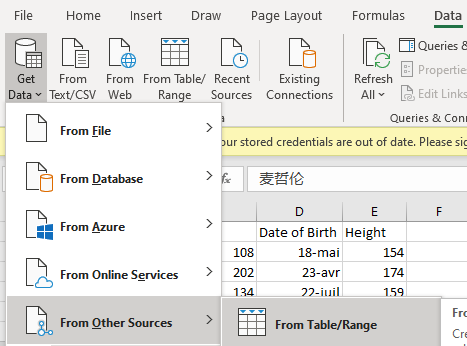 File Home Insert Draw Page Layout Formulas Data
Get Data From Text/CSV From Web From Table/ Range Recent Sources Existing Connections Refresh All Queries & Properties Edit Links
Queries & Con
From File
our stored credentials are out of date. Please sig
From Database
fx 麦哲伦
From Azure
D E F
Date of Birth Height
108 18-mai 154
From Online Services
202 23-avr 174
134 22-juil 159
From Other Sources
From Table/Range
Fro
Cre